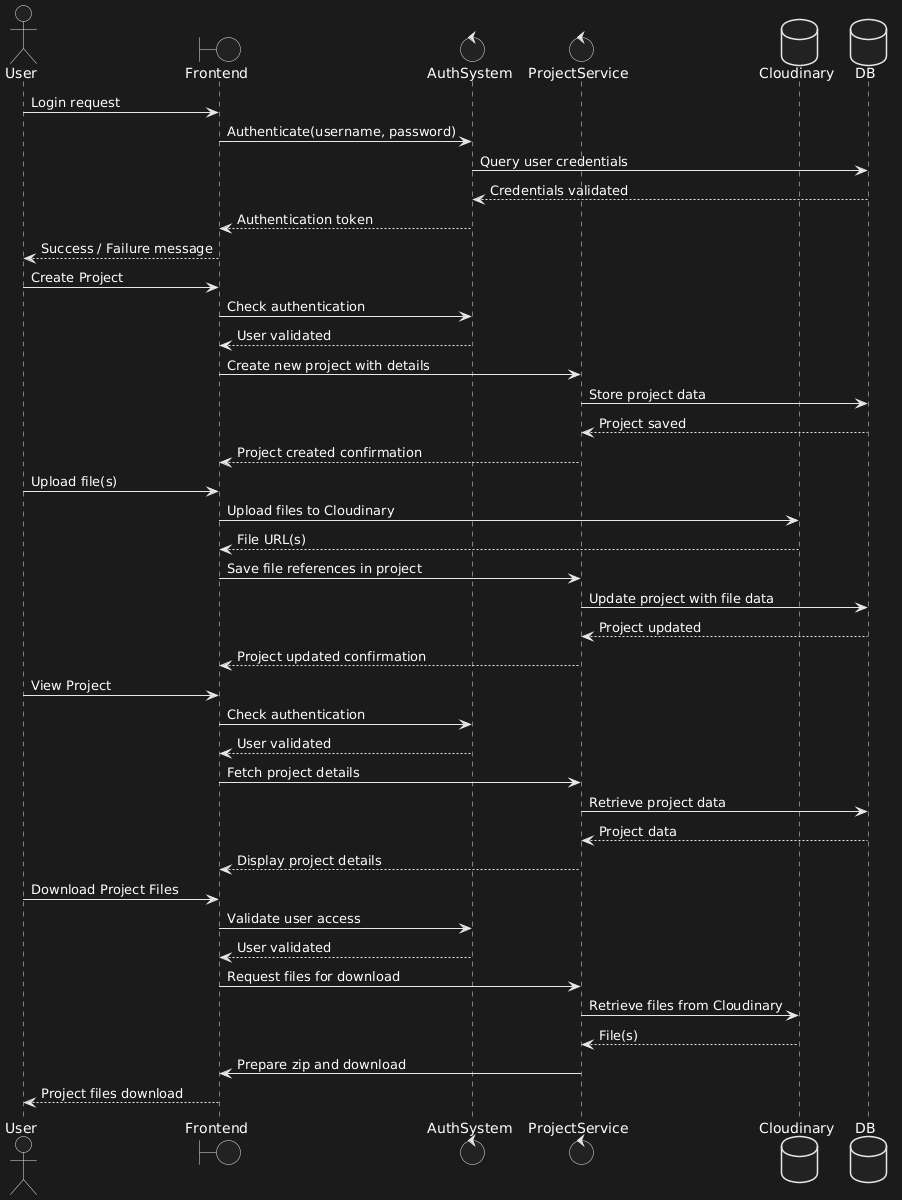 User
Frontend
AuthSystem
ProjectService
Cloudinary
DB
Login request
Authenticate(username, password)
Query user credentials
Credentials validated
Authentication token
Success / Failure message
Create Project
Check authentication
User validated
Create new project with details
Store project data
Project saved
Project created confirmation
Upload file(s)
Upload files to Cloudinary
File URL(s)
Save file references in project
Update project with file data
Project updated
Project updated confirmation
View Project
Check authentication
User validated
Fetch project details
Retrieve project data
Project data
Display project details
Download Project Files
Validate user access
User validated
Request files for download
Retrieve files from Cloudinary
File(s)
Prepare zip and download
Project files download
User
Frontend
AuthSystem
ProjectService
Cloudinary
DB